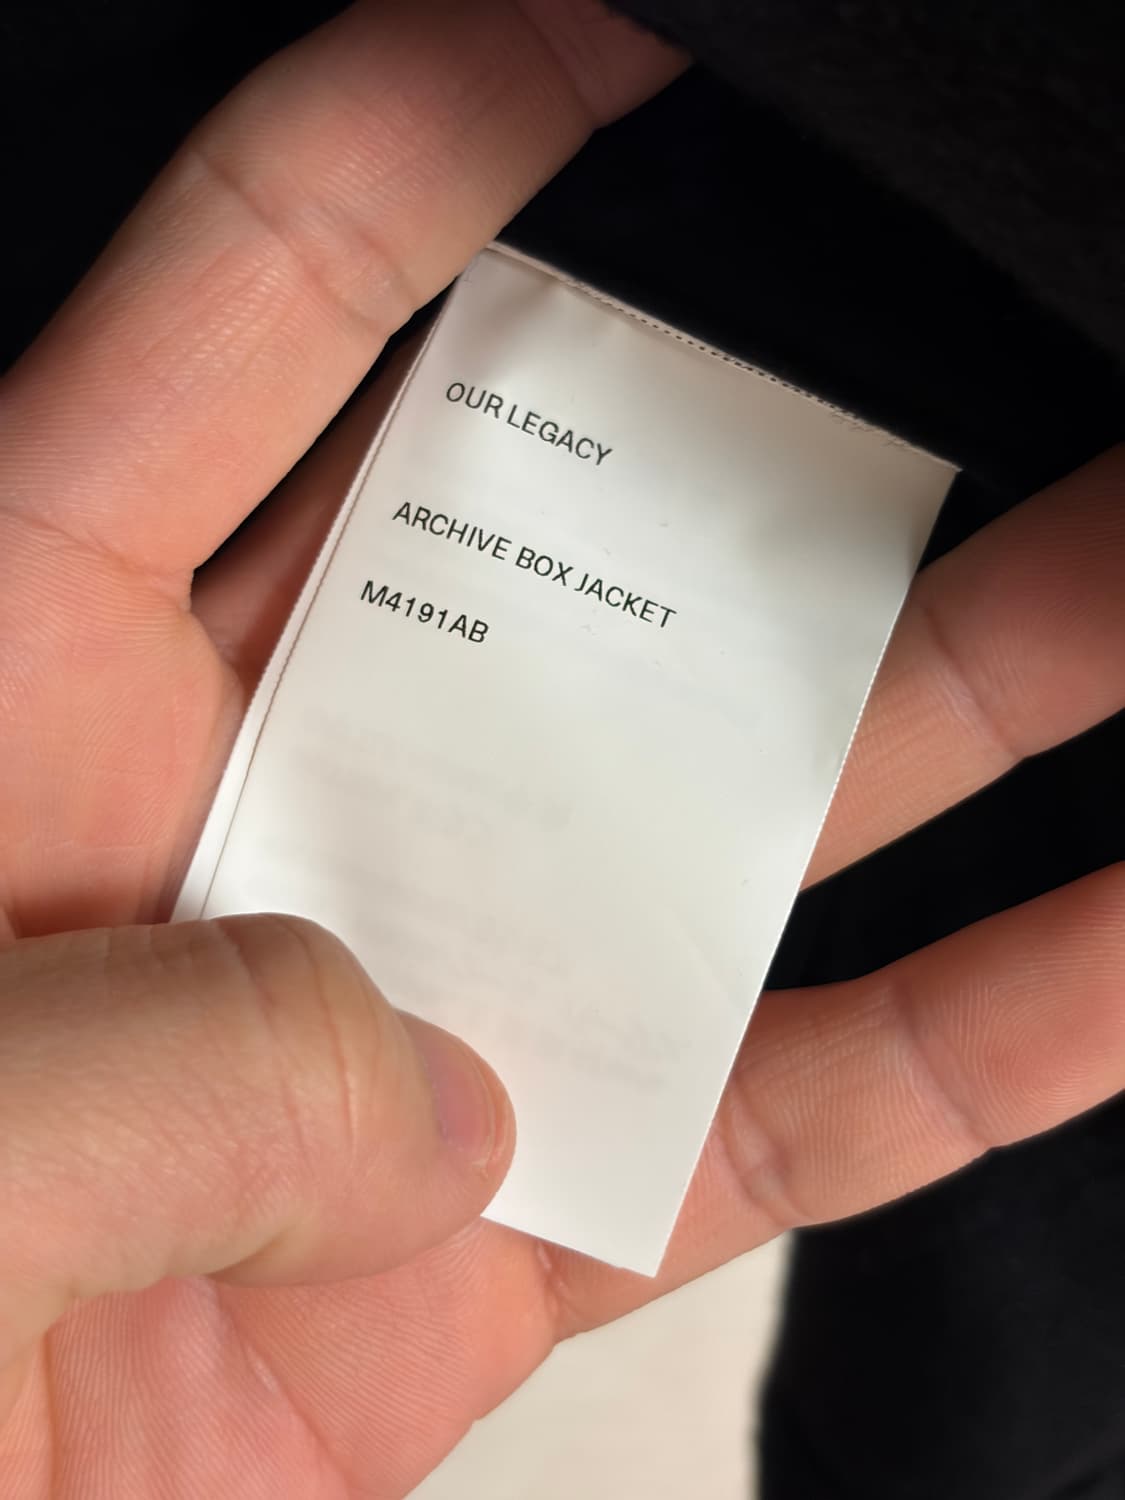 OUR LEGACY
ARCHIVE BOX JACKET
M4191AB